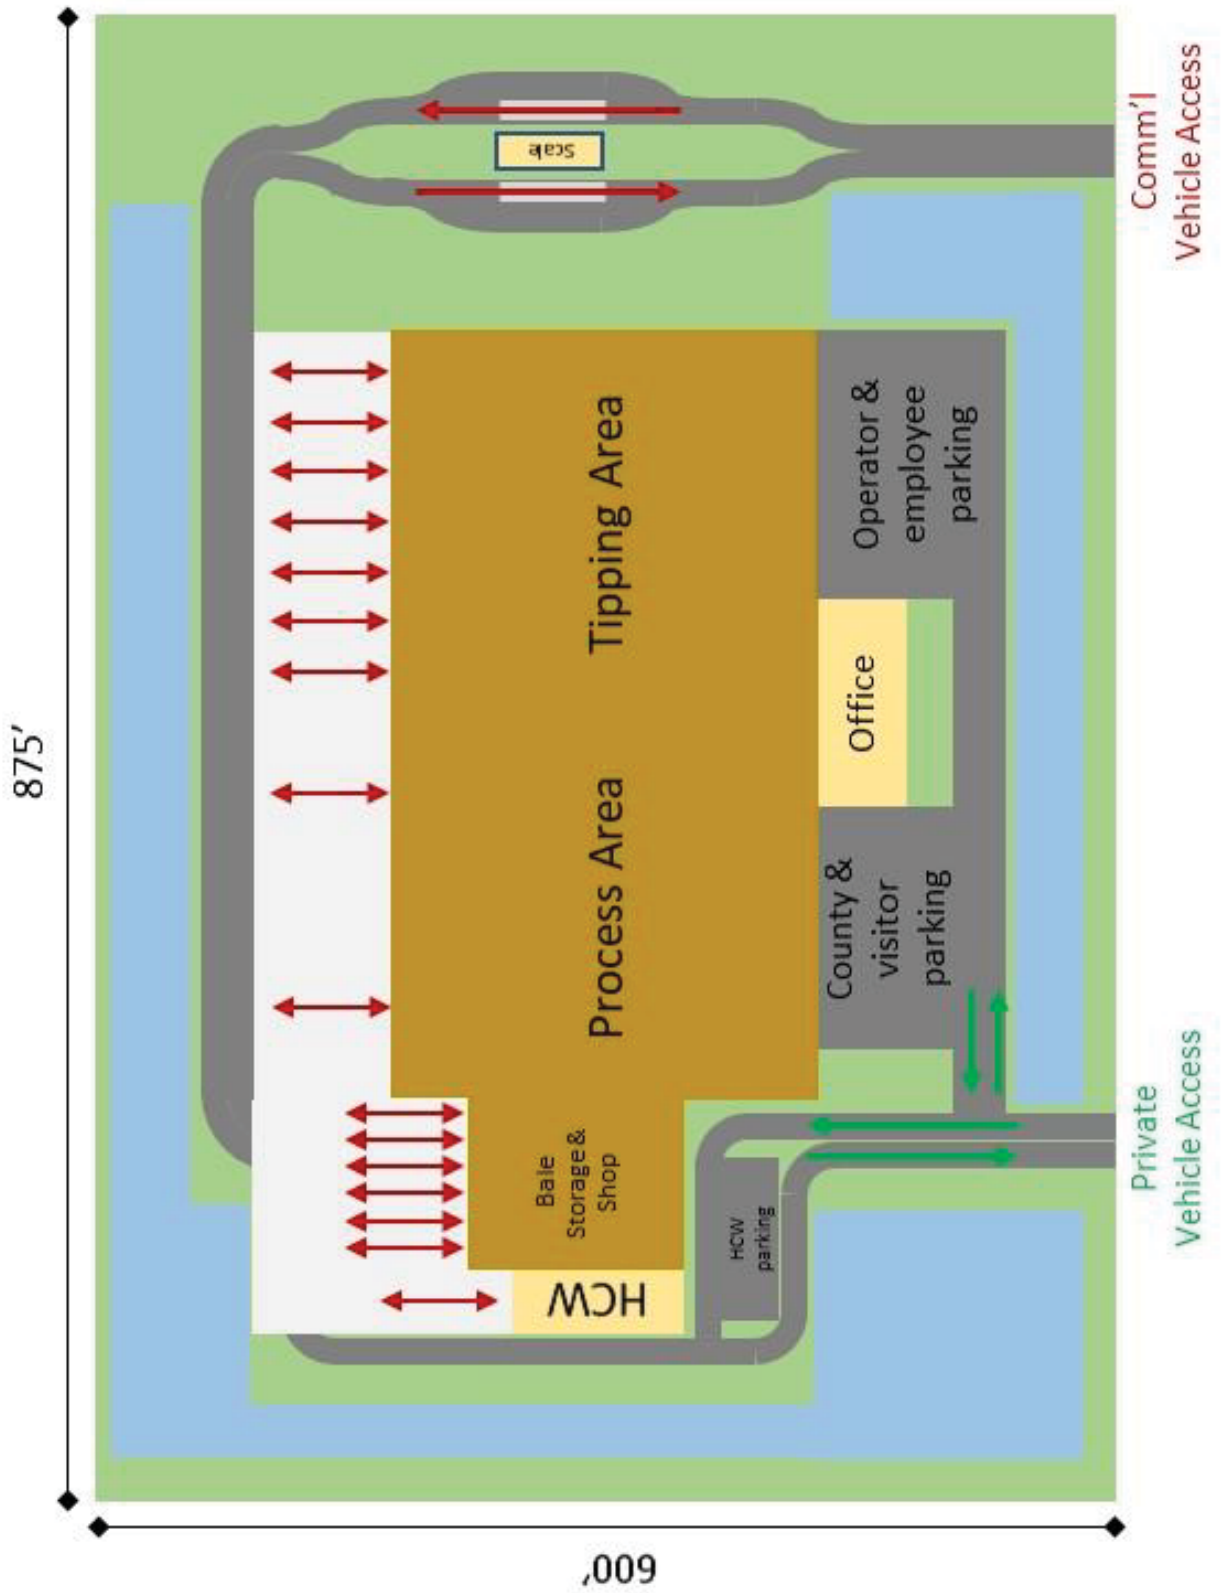 875'
600'
Scale
Comm'l
Vehicle Access
Tipping Area
Process Area
Operator &
employee
parking
Office
County &
visitor
parking
Bale
Storage &
Shop
HCW
HCW
parking
Private
Vehicle Access